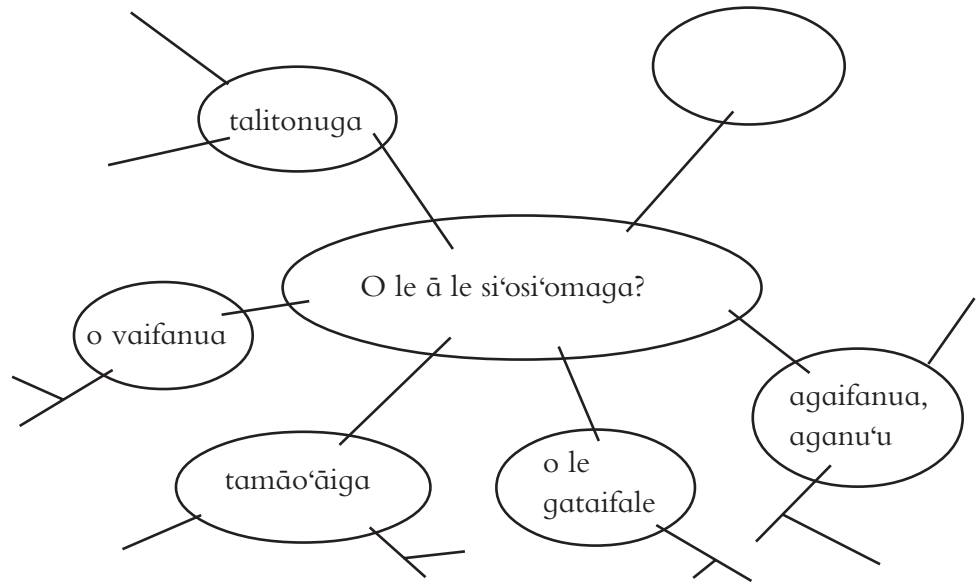 talitonuga
O le ā le si‘osi‘omaga?
o vaifanua
agaifanua,
aganu‘u
tamāo‘āiga
o le
gataifale